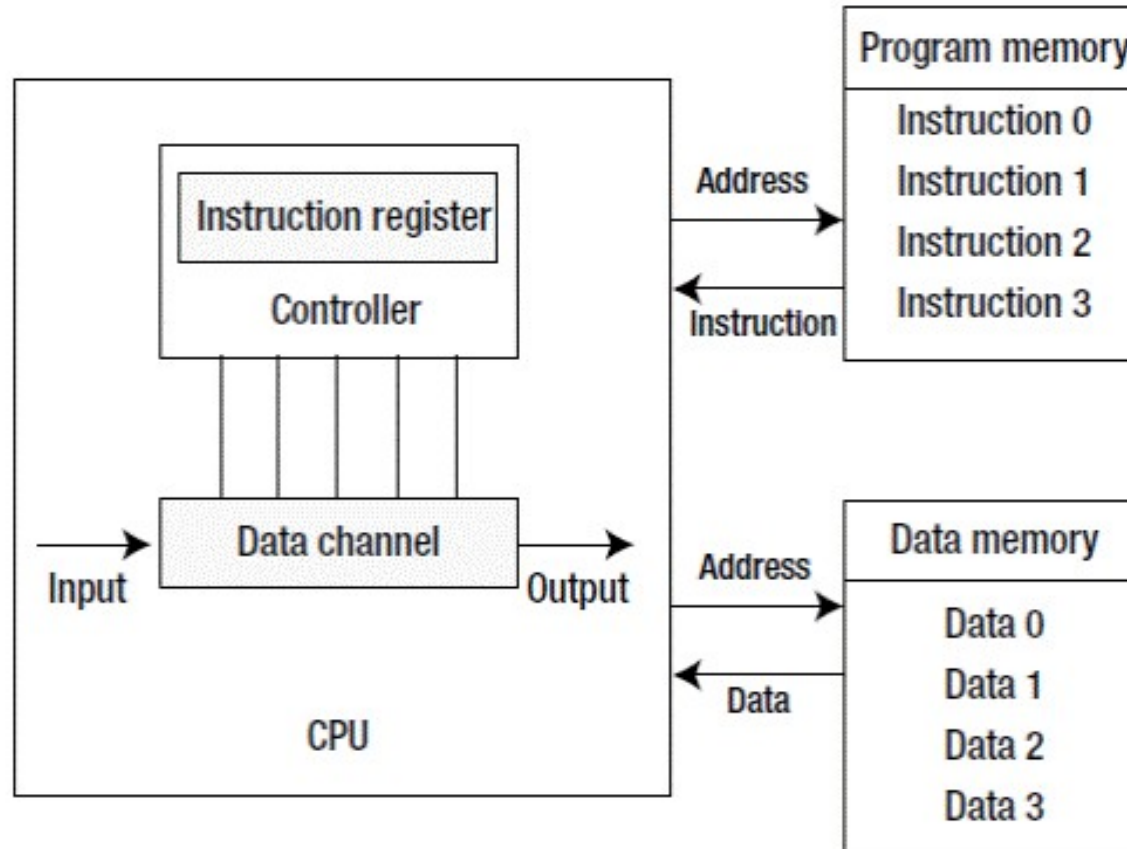 Program memory
Instruction 0
Instruction 1
Instruction 2
Instruction 3
Address
Instruction
Instruction register
Controller
Data channel
Input
Output
CPU
Address
Data
Data memory
Data 0
Data 1
Data 2
Data 3